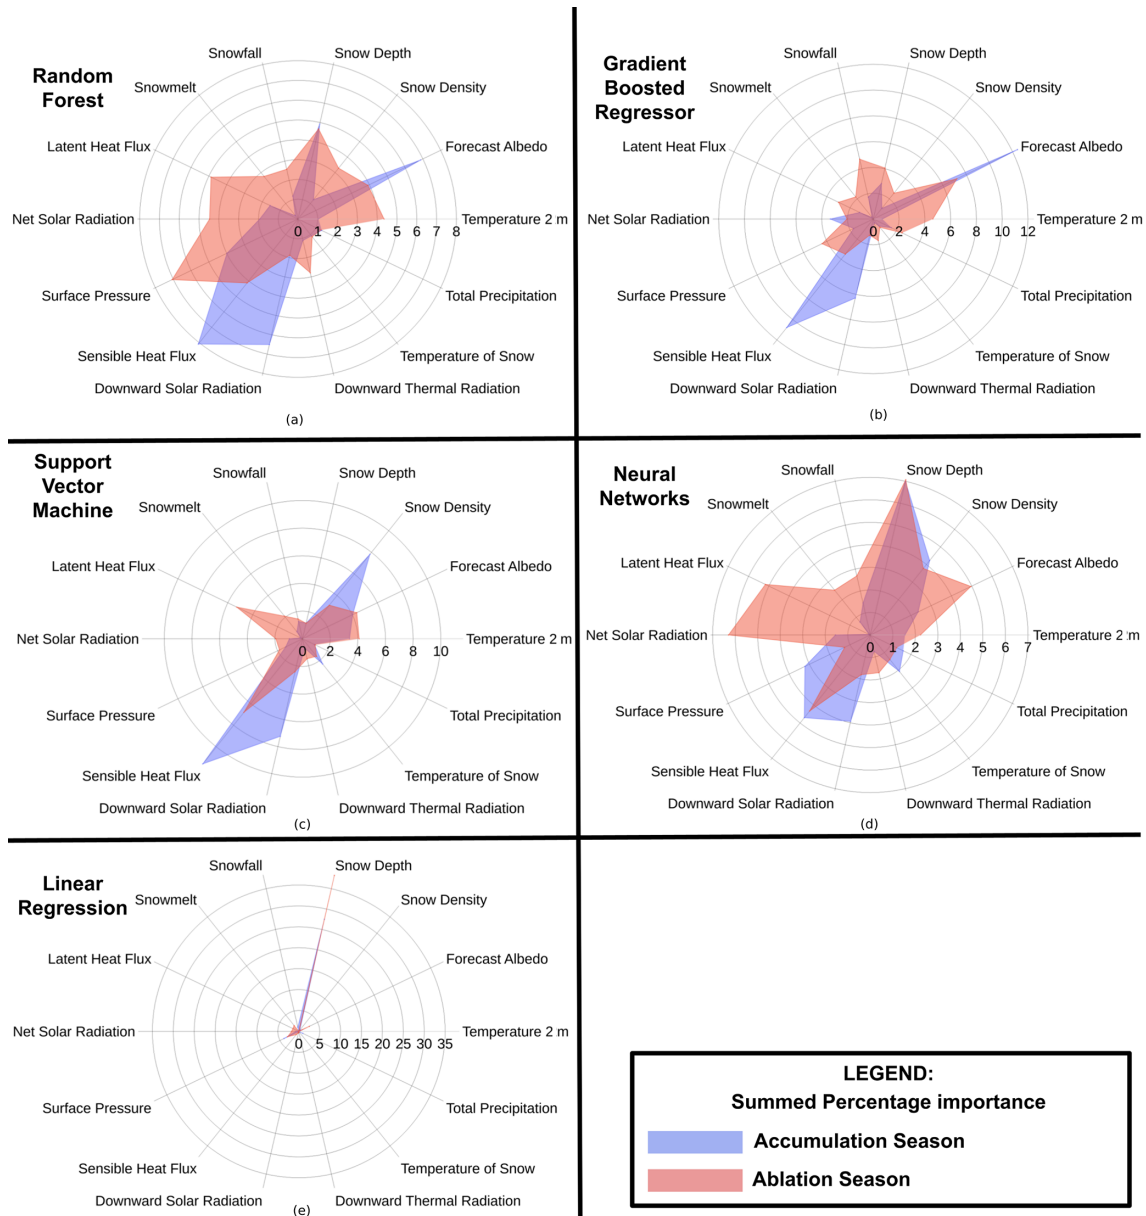 Random
Forest
Snowfall
Snow Depth
Snowmelt
Snow Density
Latent Heat Flux
Forecast Albedo
Net Solar Radiation
Temperature 2 m
0 1 2 3 4 5 6 7 8
Surface Pressure
Total Precipitation
Sensible Heat Flux
Temperature of Snow
Downward Solar Radiation
Downward Thermal Radiation
(a)
Gradient
Boosted
Regressor
Snowfall
Snow Depth
Snowmelt
Snow Density
Latent Heat Flux
Forecast Albedo
Net Solar Radiation
Temperature 2 m
0 2 4 6 8 10 12
Surface Pressure
Total Precipitation
Sensible Heat Flux
Temperature of Snow
Downward Solar Radiation
Downward Thermal Radiation
(b)
Support
Vector
Machine
Snowfall
Snow Depth
Snowmelt
Snow Density
Latent Heat Flux
Forecast Albedo
Net Solar Radiation
Temperature 2 m
0 2 4 6 8 10
Surface Pressure
Total Precipitation
Sensible Heat Flux
Temperature of Snow
Downward Solar Radiation
Downward Thermal Radiation
(c)
Neural
Networks
Snowfall
Snow Depth
Snowmelt
Snow Density
Latent Heat Flux
Forecast Albedo
Net Solar Radiation
Temperature 2 m
0 1 2 3 4 5 6 7
Surface Pressure
Total Precipitation
Sensible Heat Flux
Temperature of Snow
Downward Solar Radiation
Downward Thermal Radiation
(d)
Linear
Regression
Snowfall
Snow Depth
Snowmelt
Snow Density
Latent Heat Flux
Forecast Albedo
Net Solar Radiation
Temperature 2 m
0 5 10 15 20 25 30 35
Surface Pressure
Total Precipitation
Sensible Heat Flux
Temperature of Snow
Downward Solar Radiation
Downward Thermal Radiation
(e)
LEGEND:
Summed Percentage importance
Accumulation Season
Ablation Season